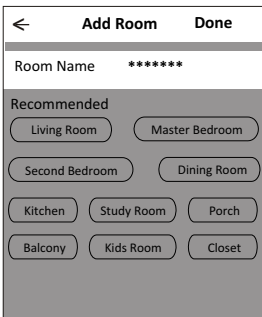 Add Room Done
Room Name *******
Recommended
Living Room Master Bedroom
Second Bedroom Dining Room
Kitchen Study Room Porch
Balcony Kids Room Closet